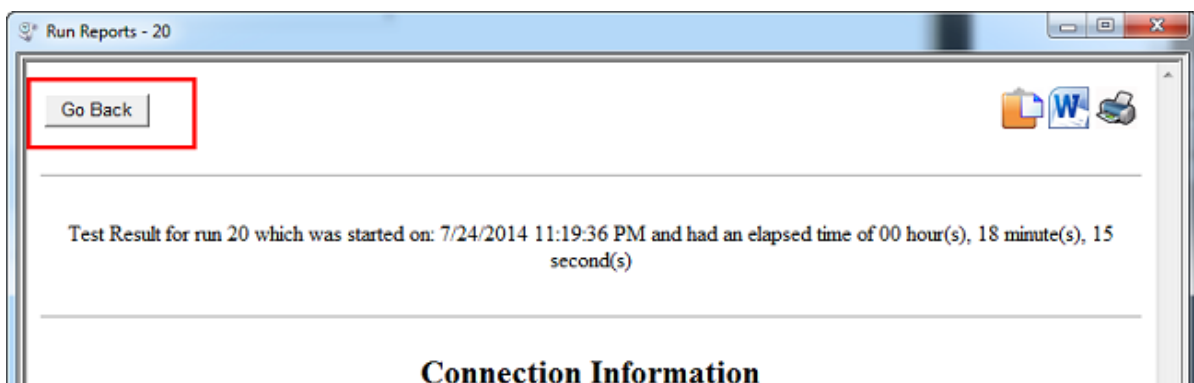 Run Reports - 20
Go Back
W
Test Result for run 20 which was started on: 7/24/2014 11:19:36 PM and had an elapsed time of 00 hour(s), 18 minute(s), 15
second(s)
Connection Information